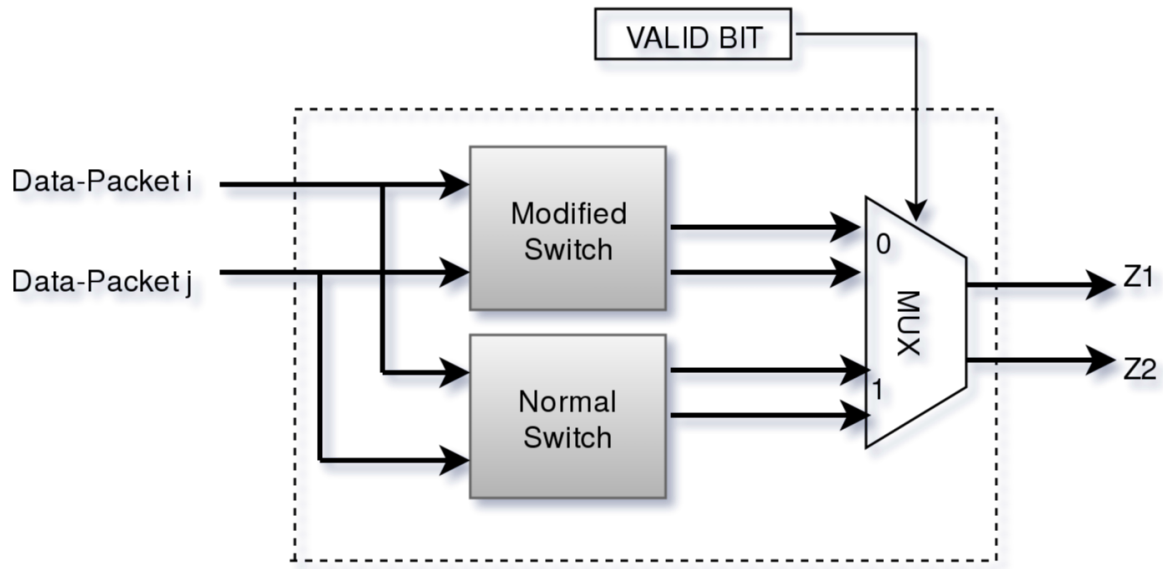 VALID BIT
Data-Packet i
Data-Packet j
Modified
Switch
Normal
Switch
0
1
MUX
Z1
Z2